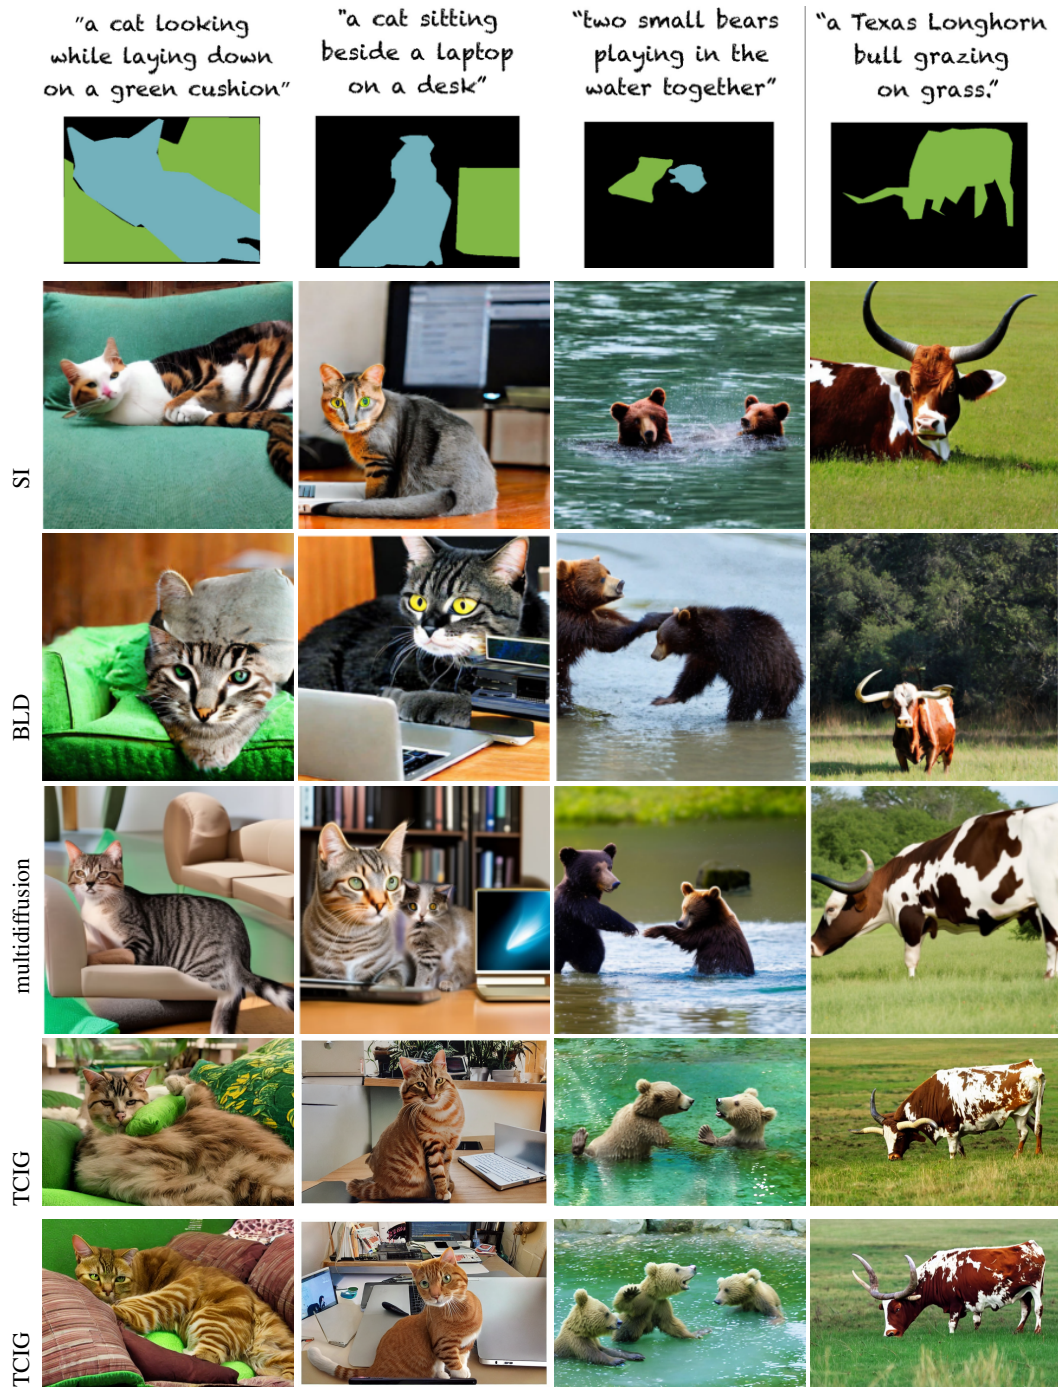 "a cat looking
while laying down
on a green cushion"
"a cat sitting
beside a laptop
on a desk"
"two small bears
playing in the
water together"
"a Texas Longhorn
bull grazing
on grass."
SI
BLD
multidiffusion
TCIG
TCIG